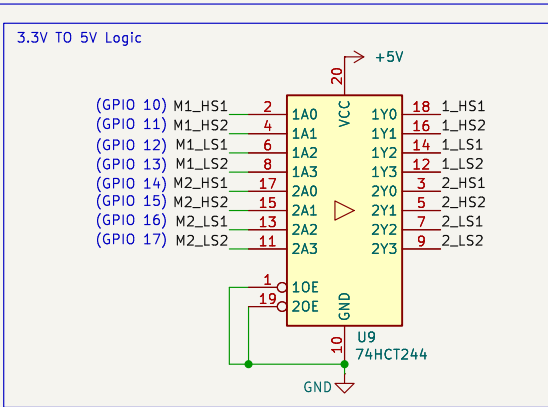 3.3V TO 5V Logic
+5V
20
VCC
(GPIO 10) M1_HS1 2 1A0 1Y0 18 1_HS1
(GPIO 11) M1_HS2 4 1A1 1Y1 16 1_HS2
(GPIO 12) M1_LS1 6 1A2 1Y2 14 1_LS1
(GPIO 13) M1_LS2 8 1A3 1Y3 12 1_LS2
(GPIO 14) M2_HS1 17 2A0 2Y0 3 2_HS1
(GPIO 15) M2_HS2 15 2A1 2Y1 5 2_HS2
(GPIO 16) M2_LS1 13 2A2 2Y2 7 2_LS1
(GPIO 17) M2_LS2 11 2A3 2Y3 9 2_LS2
1 1OE
19 2OE
GND
10
U9
74HCT244
GND